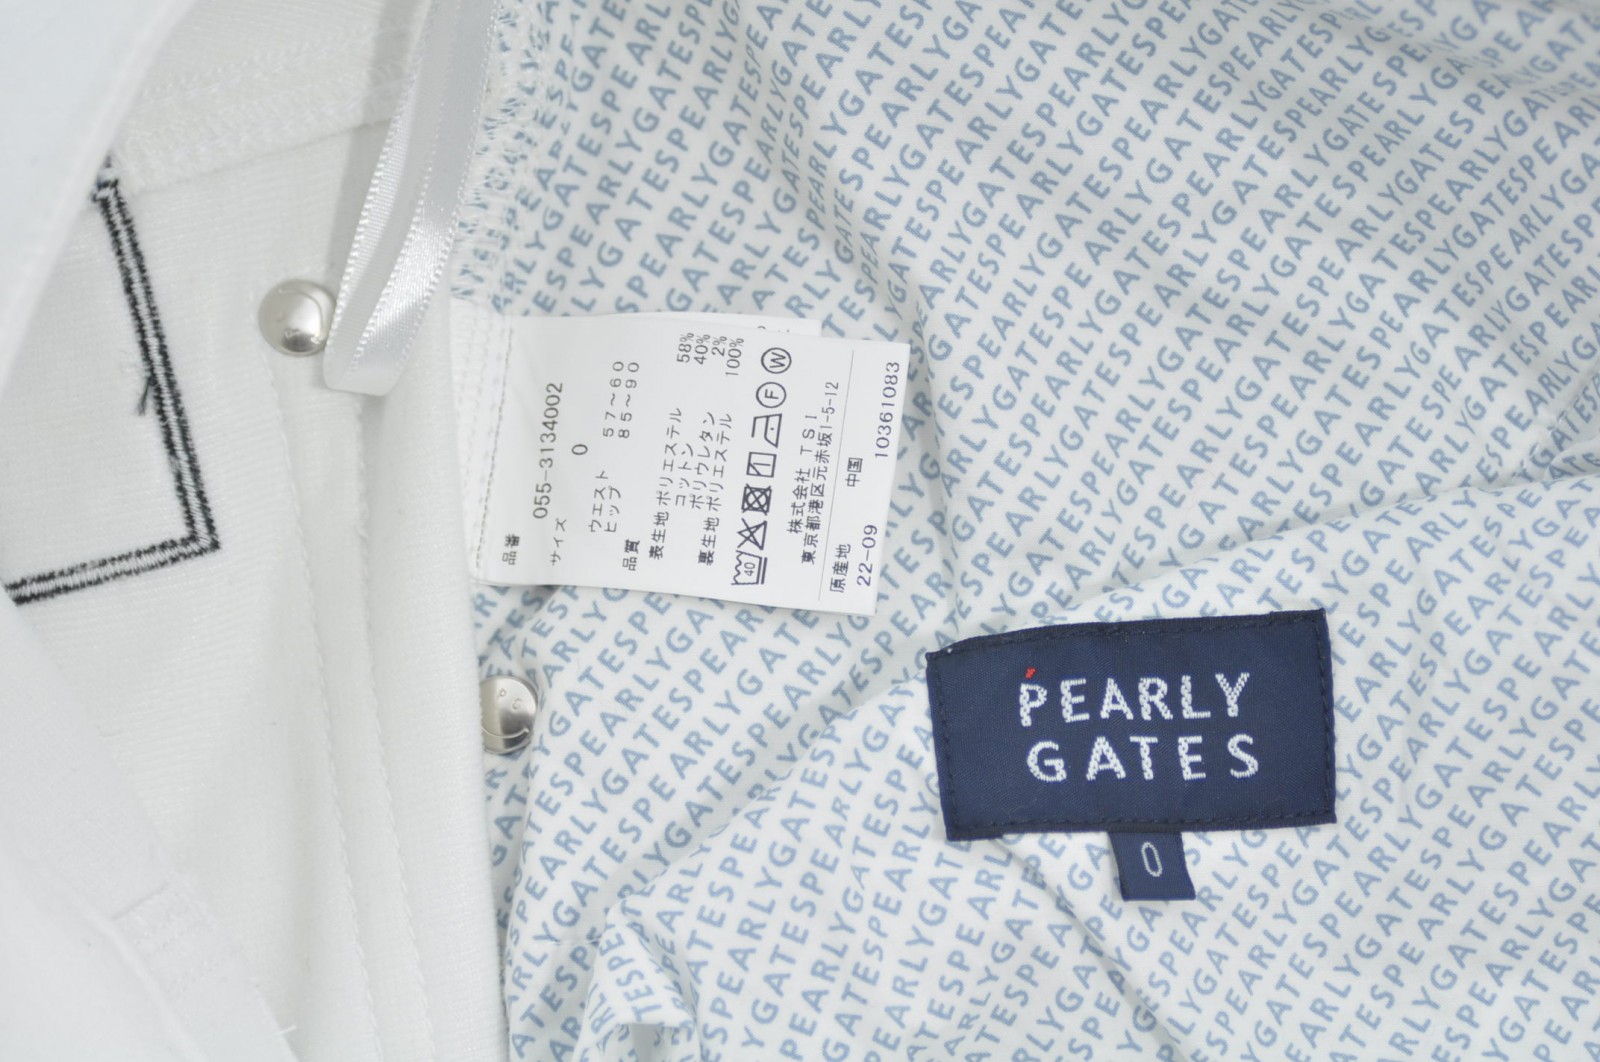 品番
055-3134002
サイズ
0
ウエスト 57～60
ヒップ 85～90
品質
表生地 ポリエステル 58%
コットン 40%
ポリウレタン 2%
裏生地 ポリエステル 100%
40 F W
株式会社 TSI
東京都港区元赤坂1-5-12
原産地 中国
22-09 10361083
PEARLY
GATES
0
PEARLYGATESPEARLYGATESPEARLYGATES